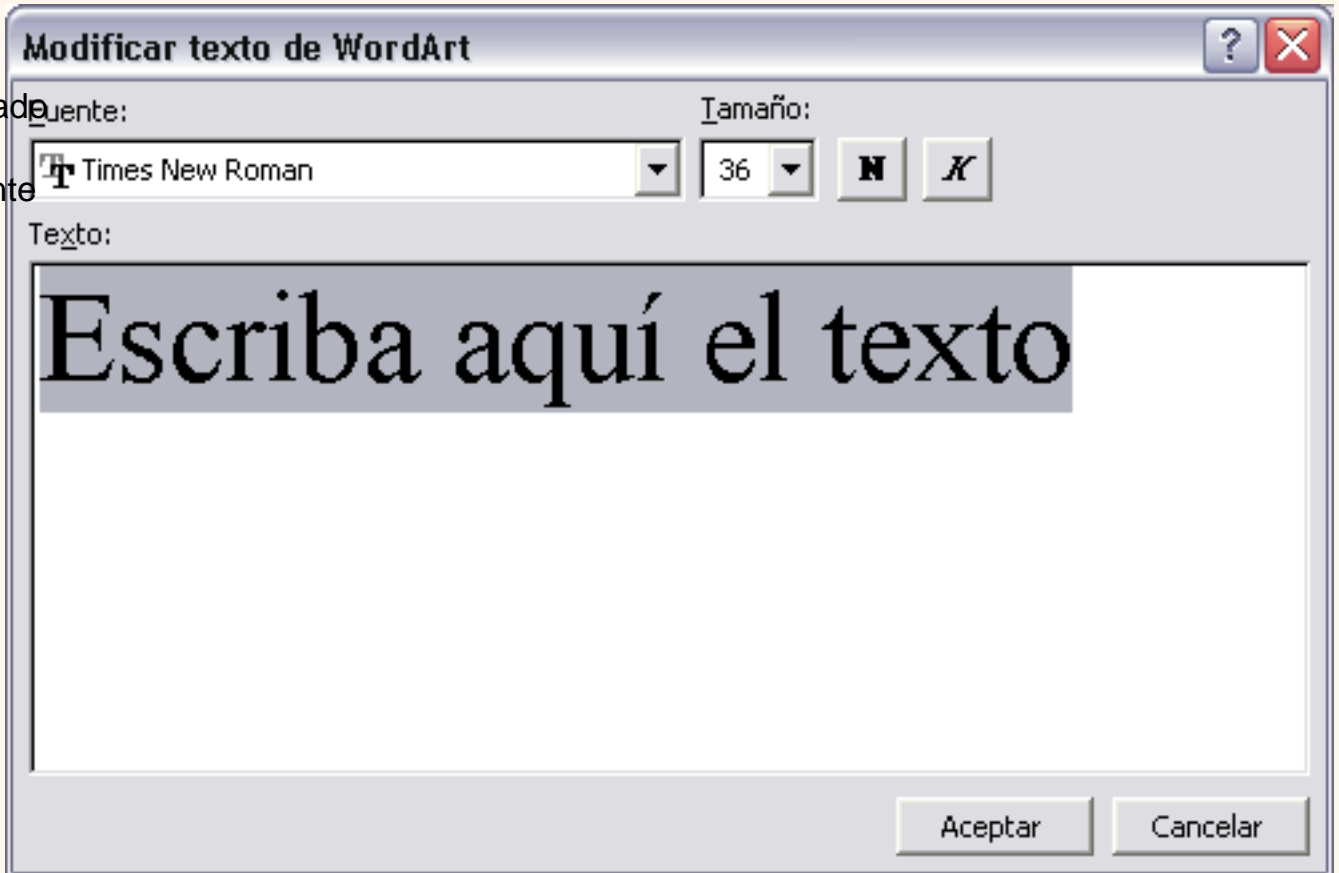 Modificar texto de WordArt
Fuente: Tamaño:
Times New Roman 36 N K
Texto:
Escriba aquí el texto
Aceptar Cancelar